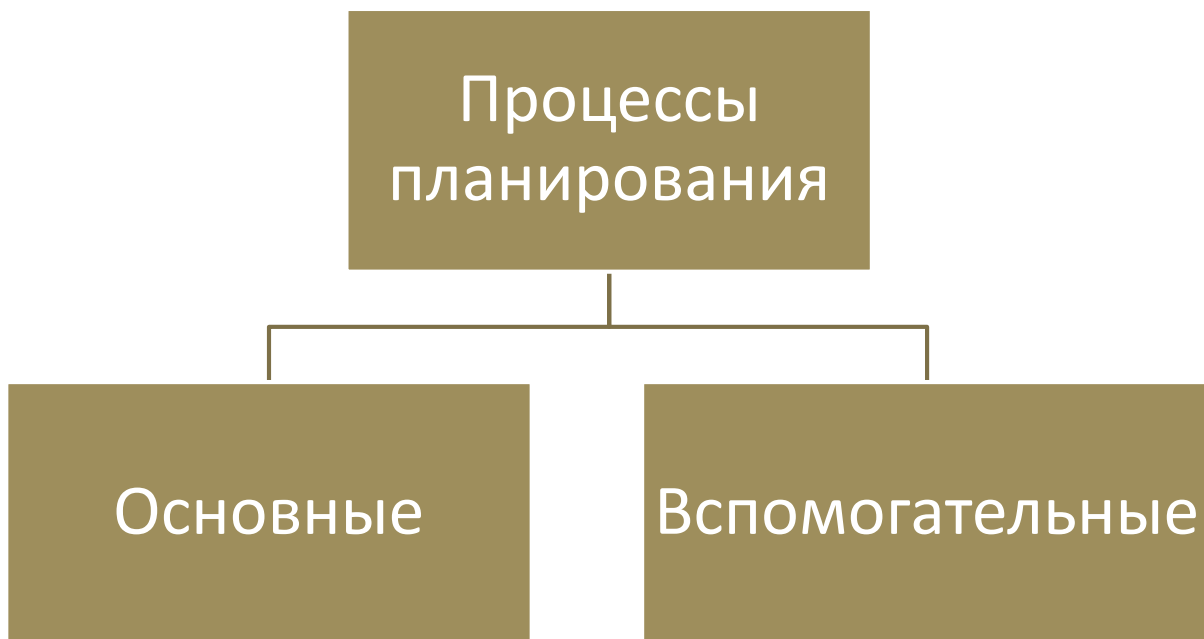 Процессы
планирования
Основные
Вспомогательные